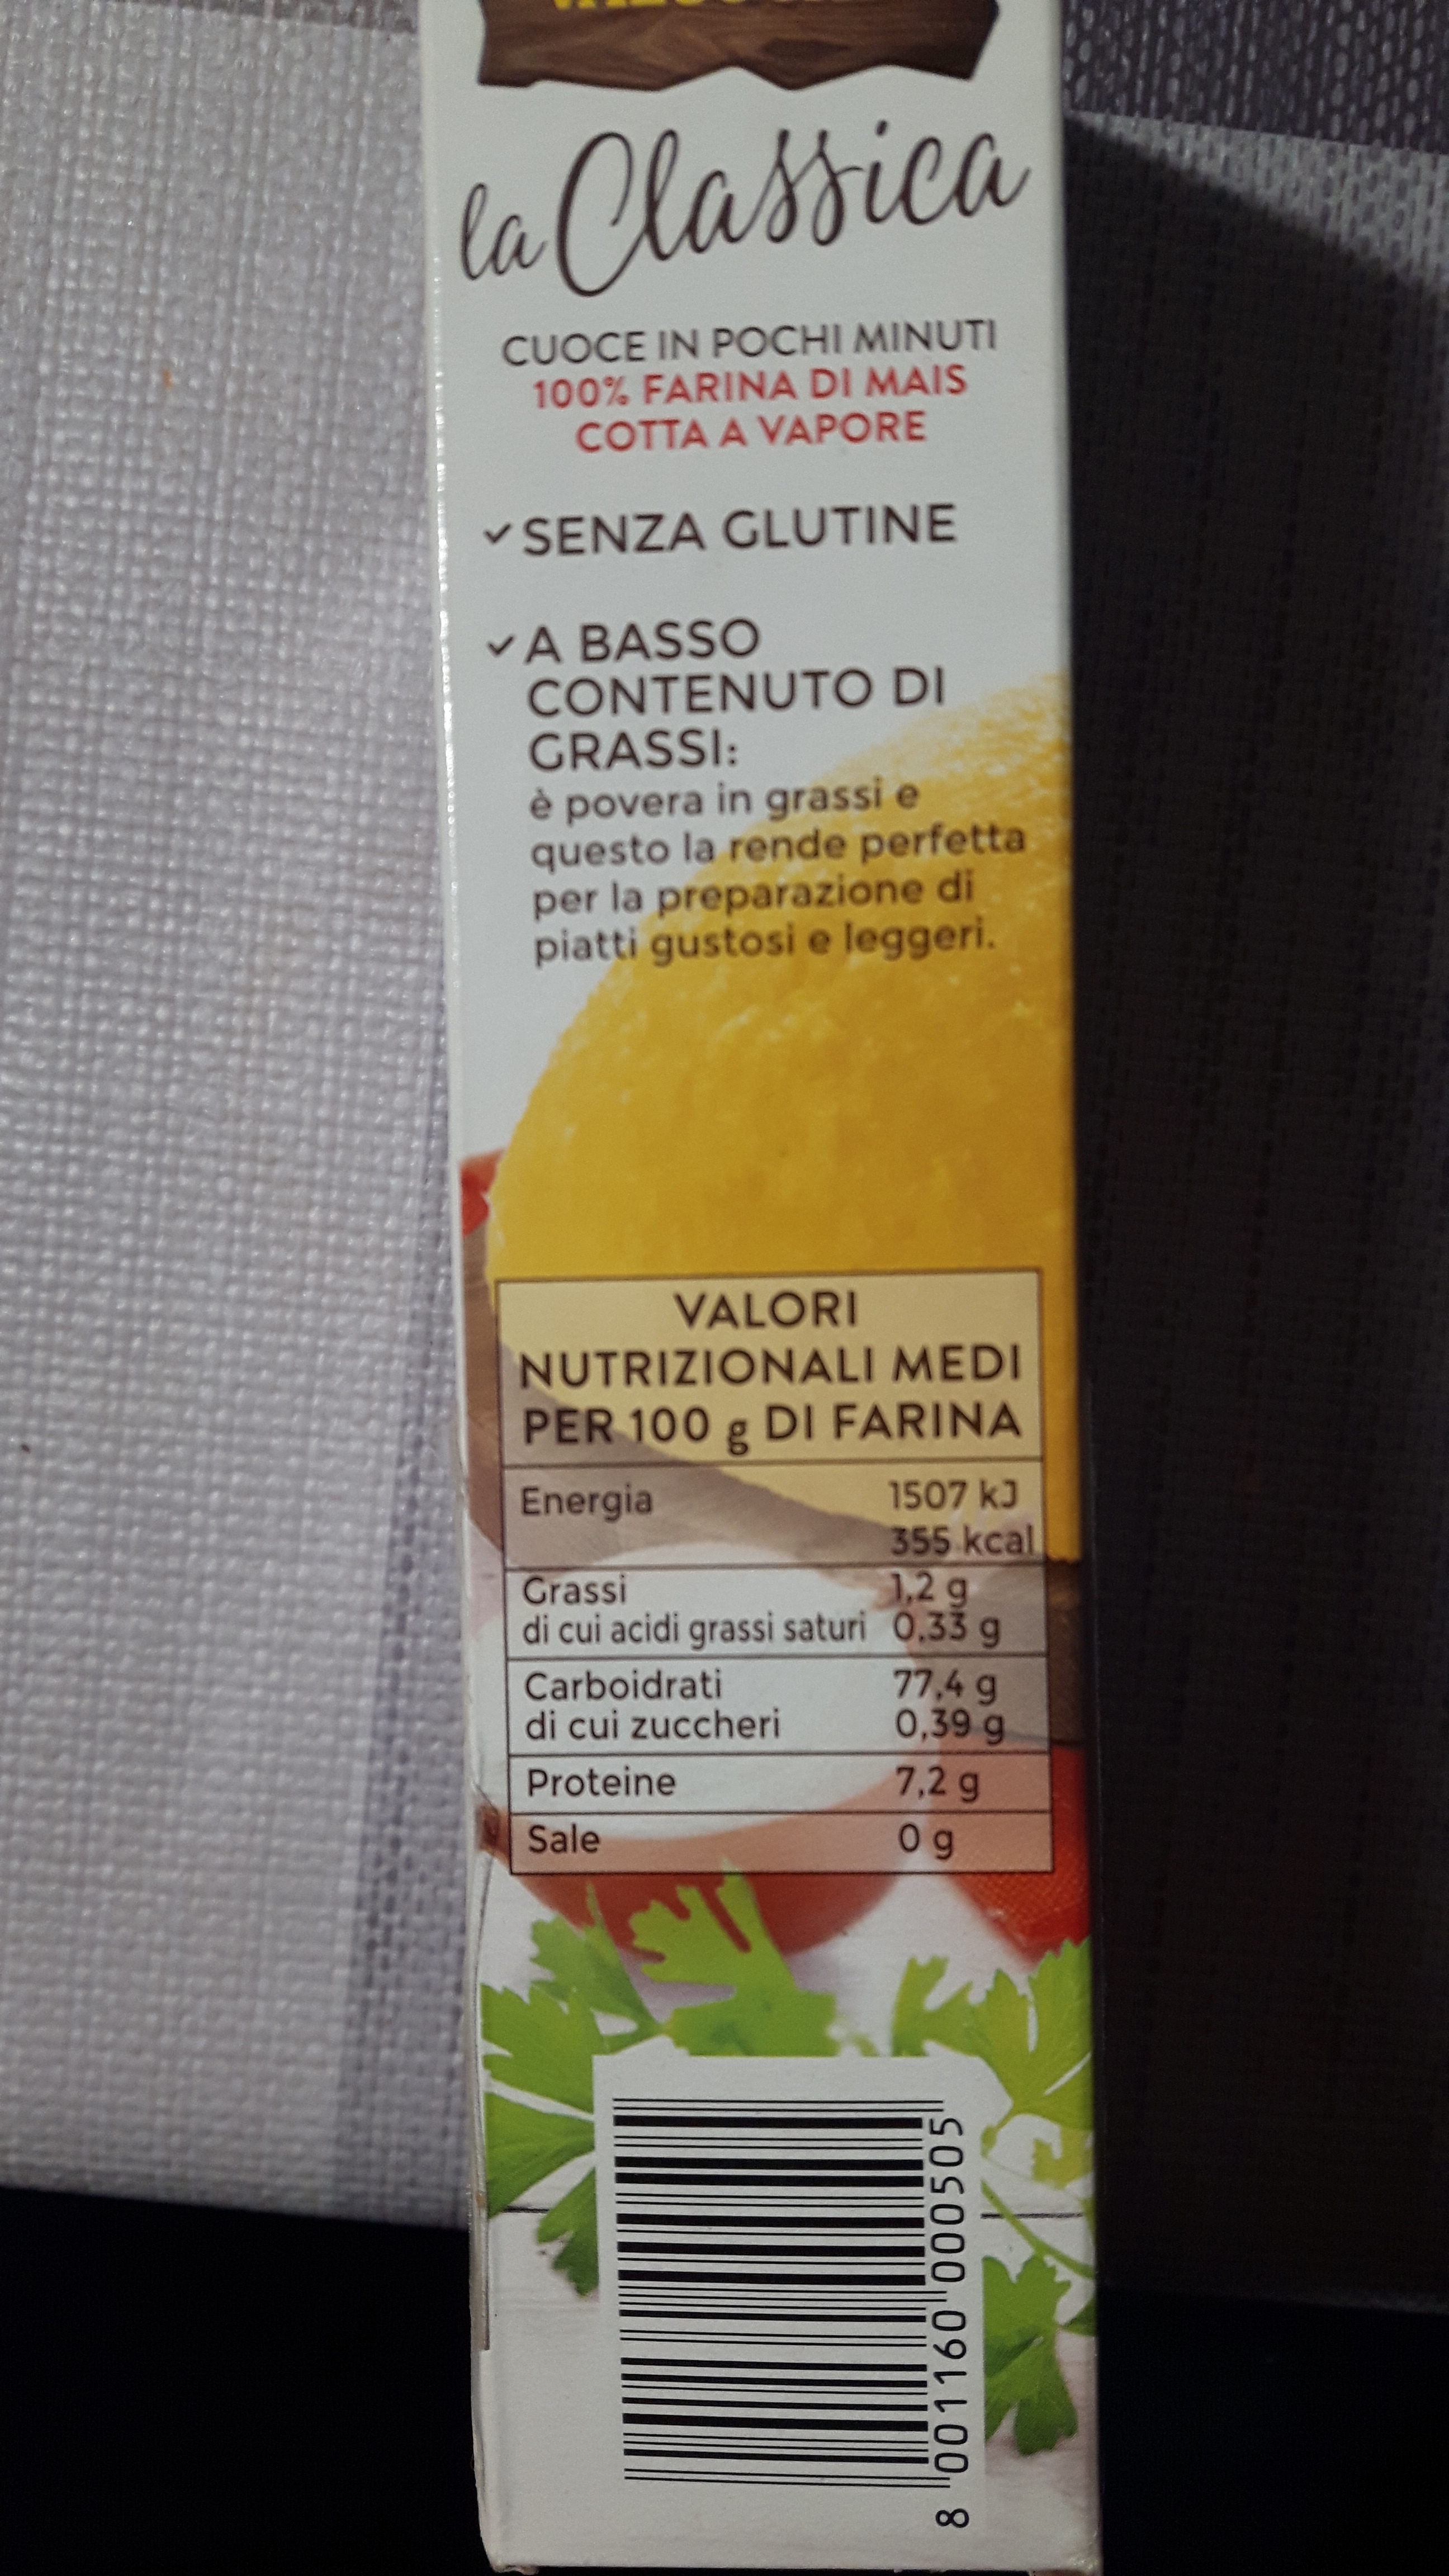 la Classica
CUOCE IN POCHI MINUTI
100% FARINA DI MAIS
COTTA A VAPORE
✓ SENZA GLUTINE
✓ A BASSO
CONTENUTO DI
GRASSI:
è povera in grassi e
questo la rende perfetta
per la preparazione di
piatti gustosi e leggeri.
VALORI
NUTRIZIONALI MEDI
PER 100 g DI FARINA
Energia 1507 kJ
355 kcal
Grassi 1,2 g
di cui acidi grassi saturi 0,33 g
Carboidrati 77,4 g
di cui zuccheri 0,39 g
Proteine 7,2 g
Sale 0 g
8 001160 000505